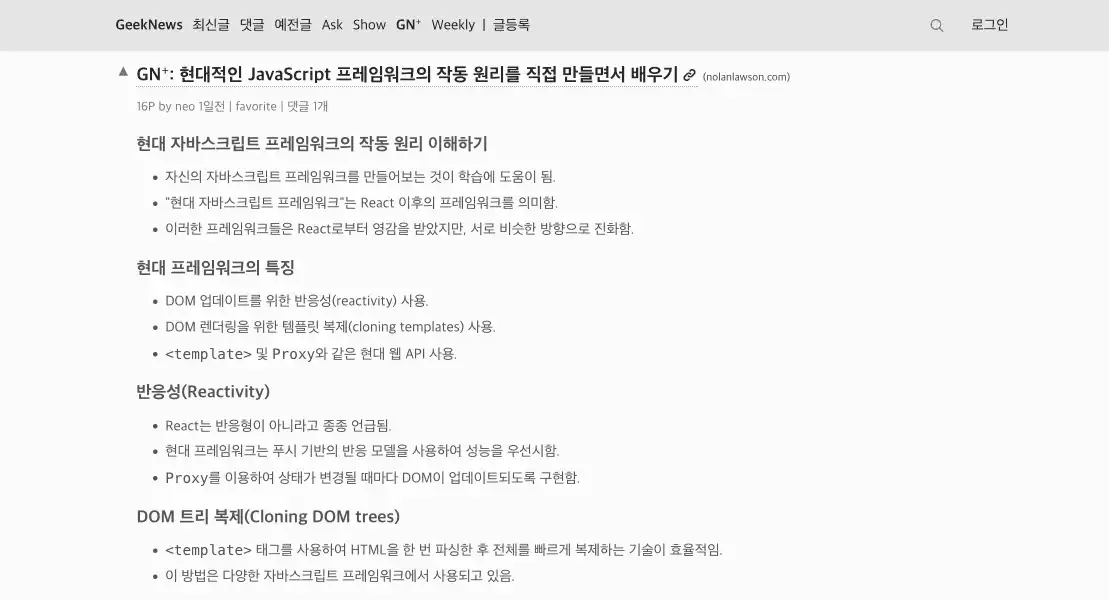 GeekNews 최신글 댓글 예전글 Ask Show GN⁺ Weekly | 글등록 로그인
▲ GN⁺: 현대적인 JavaScript 프레임워크의 작동 원리를 직접 만들면서 배우기 (nolanlawson.com)
16P by neo 1일전 | favorite | 댓글 1개
현대 자바스크립트 프레임워크의 작동 원리 이해하기
• 자신의 자바스크립트 프레임워크를 만들어보는 것이 학습에 도움이 됨.
• "현대 자바스크립트 프레임워크"는 React 이후의 프레임워크를 의미함.
• 이러한 프레임워크들은 React로부터 영감을 받았지만, 서로 비슷한 방향으로 진화함.
현대 프레임워크의 특징
• DOM 업데이트를 위한 반응성(reactivity) 사용.
• DOM 렌더링을 위한 템플릿 복제(cloning templates) 사용.
• <template> 및 Proxy와 같은 현대 웹 API 사용.
반응성(Reactivity)
• React는 반응형이 아니라고 종종 언급됨.
• 현대 프레임워크는 푸시 기반의 반응 모델을 사용하여 성능을 우선시함.
• Proxy를 이용하여 상태가 변경될 때마다 DOM이 업데이트되도록 구현함.
DOM 트리 복제(Cloning DOM trees)
• <template> 태그를 사용하여 HTML을 한 번 파싱한 후 전체를 빠르게 복제하는 기술이 효율적임.
• 이 방법은 다양한 자바스크립트 프레임워크에서 사용되고 있음.